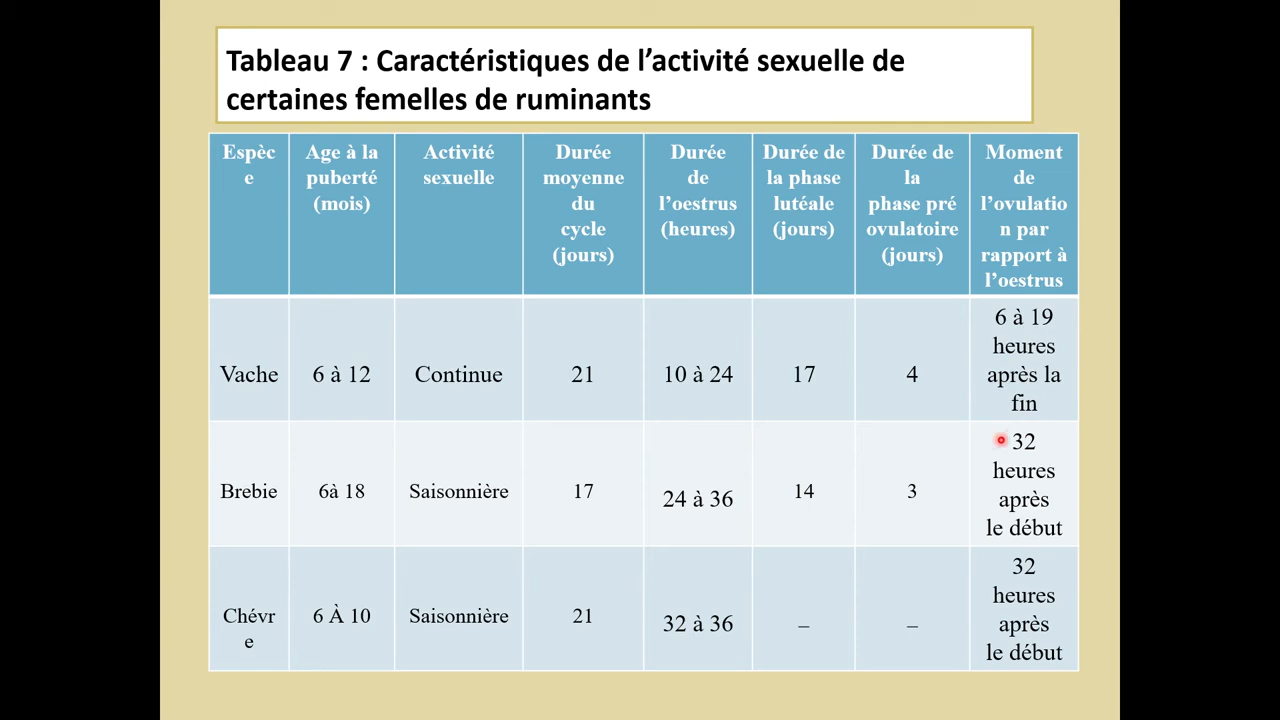 Tableau 7 : Caractéristiques de l’activité sexuelle de
certaines femelles de ruminants
Espèc
e
Age à la
puberté
(mois)
Activité
sexuelle
Durée
moyenne
du
cycle
(jours)
Durée
de
l’oestrus
(heures)
Durée de
la phase
lutéale
(jours)
Durée de
la
phase pré
ovulatoire
(jours)
Moment
de
l’ovulatio
n par
rapport à
l’oestrus
Vache
6 à 12
Continue
21
10 à 24
17
4
6 à 19
heures
après la
fin
Brebie
6à 18
Saisonnière
17
24 à 36
14
3
32
heures
après
le début
Chévr
e
6 À 10
Saisonnière
21
32 à 36
–
–
32
heures
après
le début